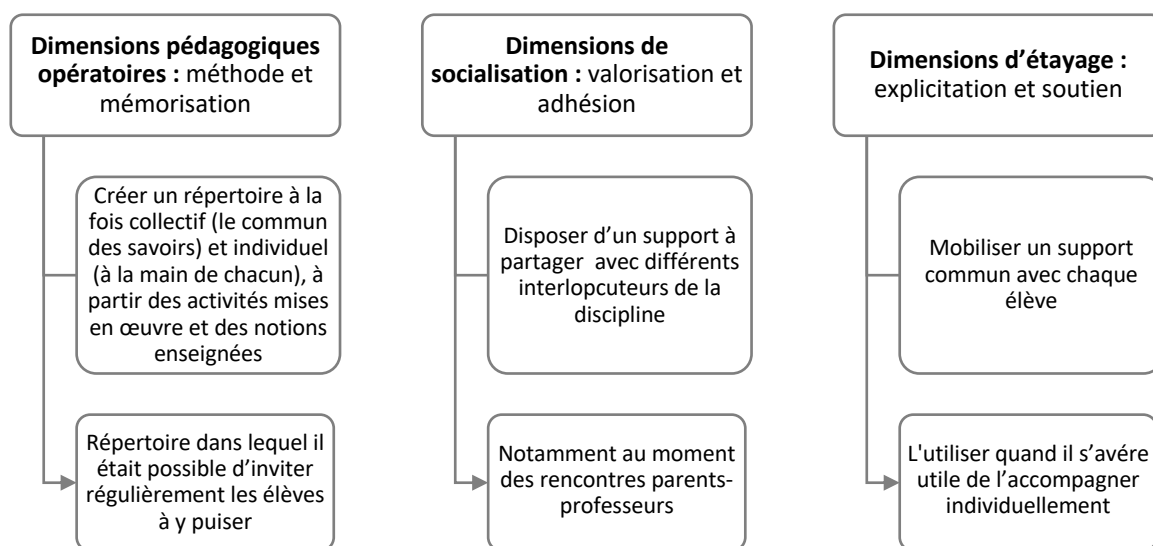 Dimensions pédagogiques
opératoires : méthode et
mémorisation
Créer un répertoire à la
fois collectif (le commun
des savoirs) et individuel
(à la main de chacun), à
partir des activités mises
en œuvre et des notions
enseignées
Répertoire dans lequel il
était possible d’inviter
régulièrement les élèves
à y puiser
Dimensions de
socialisation : valorisation et
adhésion
Disposer d’un support à
partager  avec différents
interlopcuteurs de la
discipline
Notamment au moment
des rencontres parents-
professeurs
Dimensions d’étayage :
explicitation et soutien
Mobiliser un support
commun avec chaque
élève
L'utiliser quand il s’avére
utile de l’accompagner
individuellement